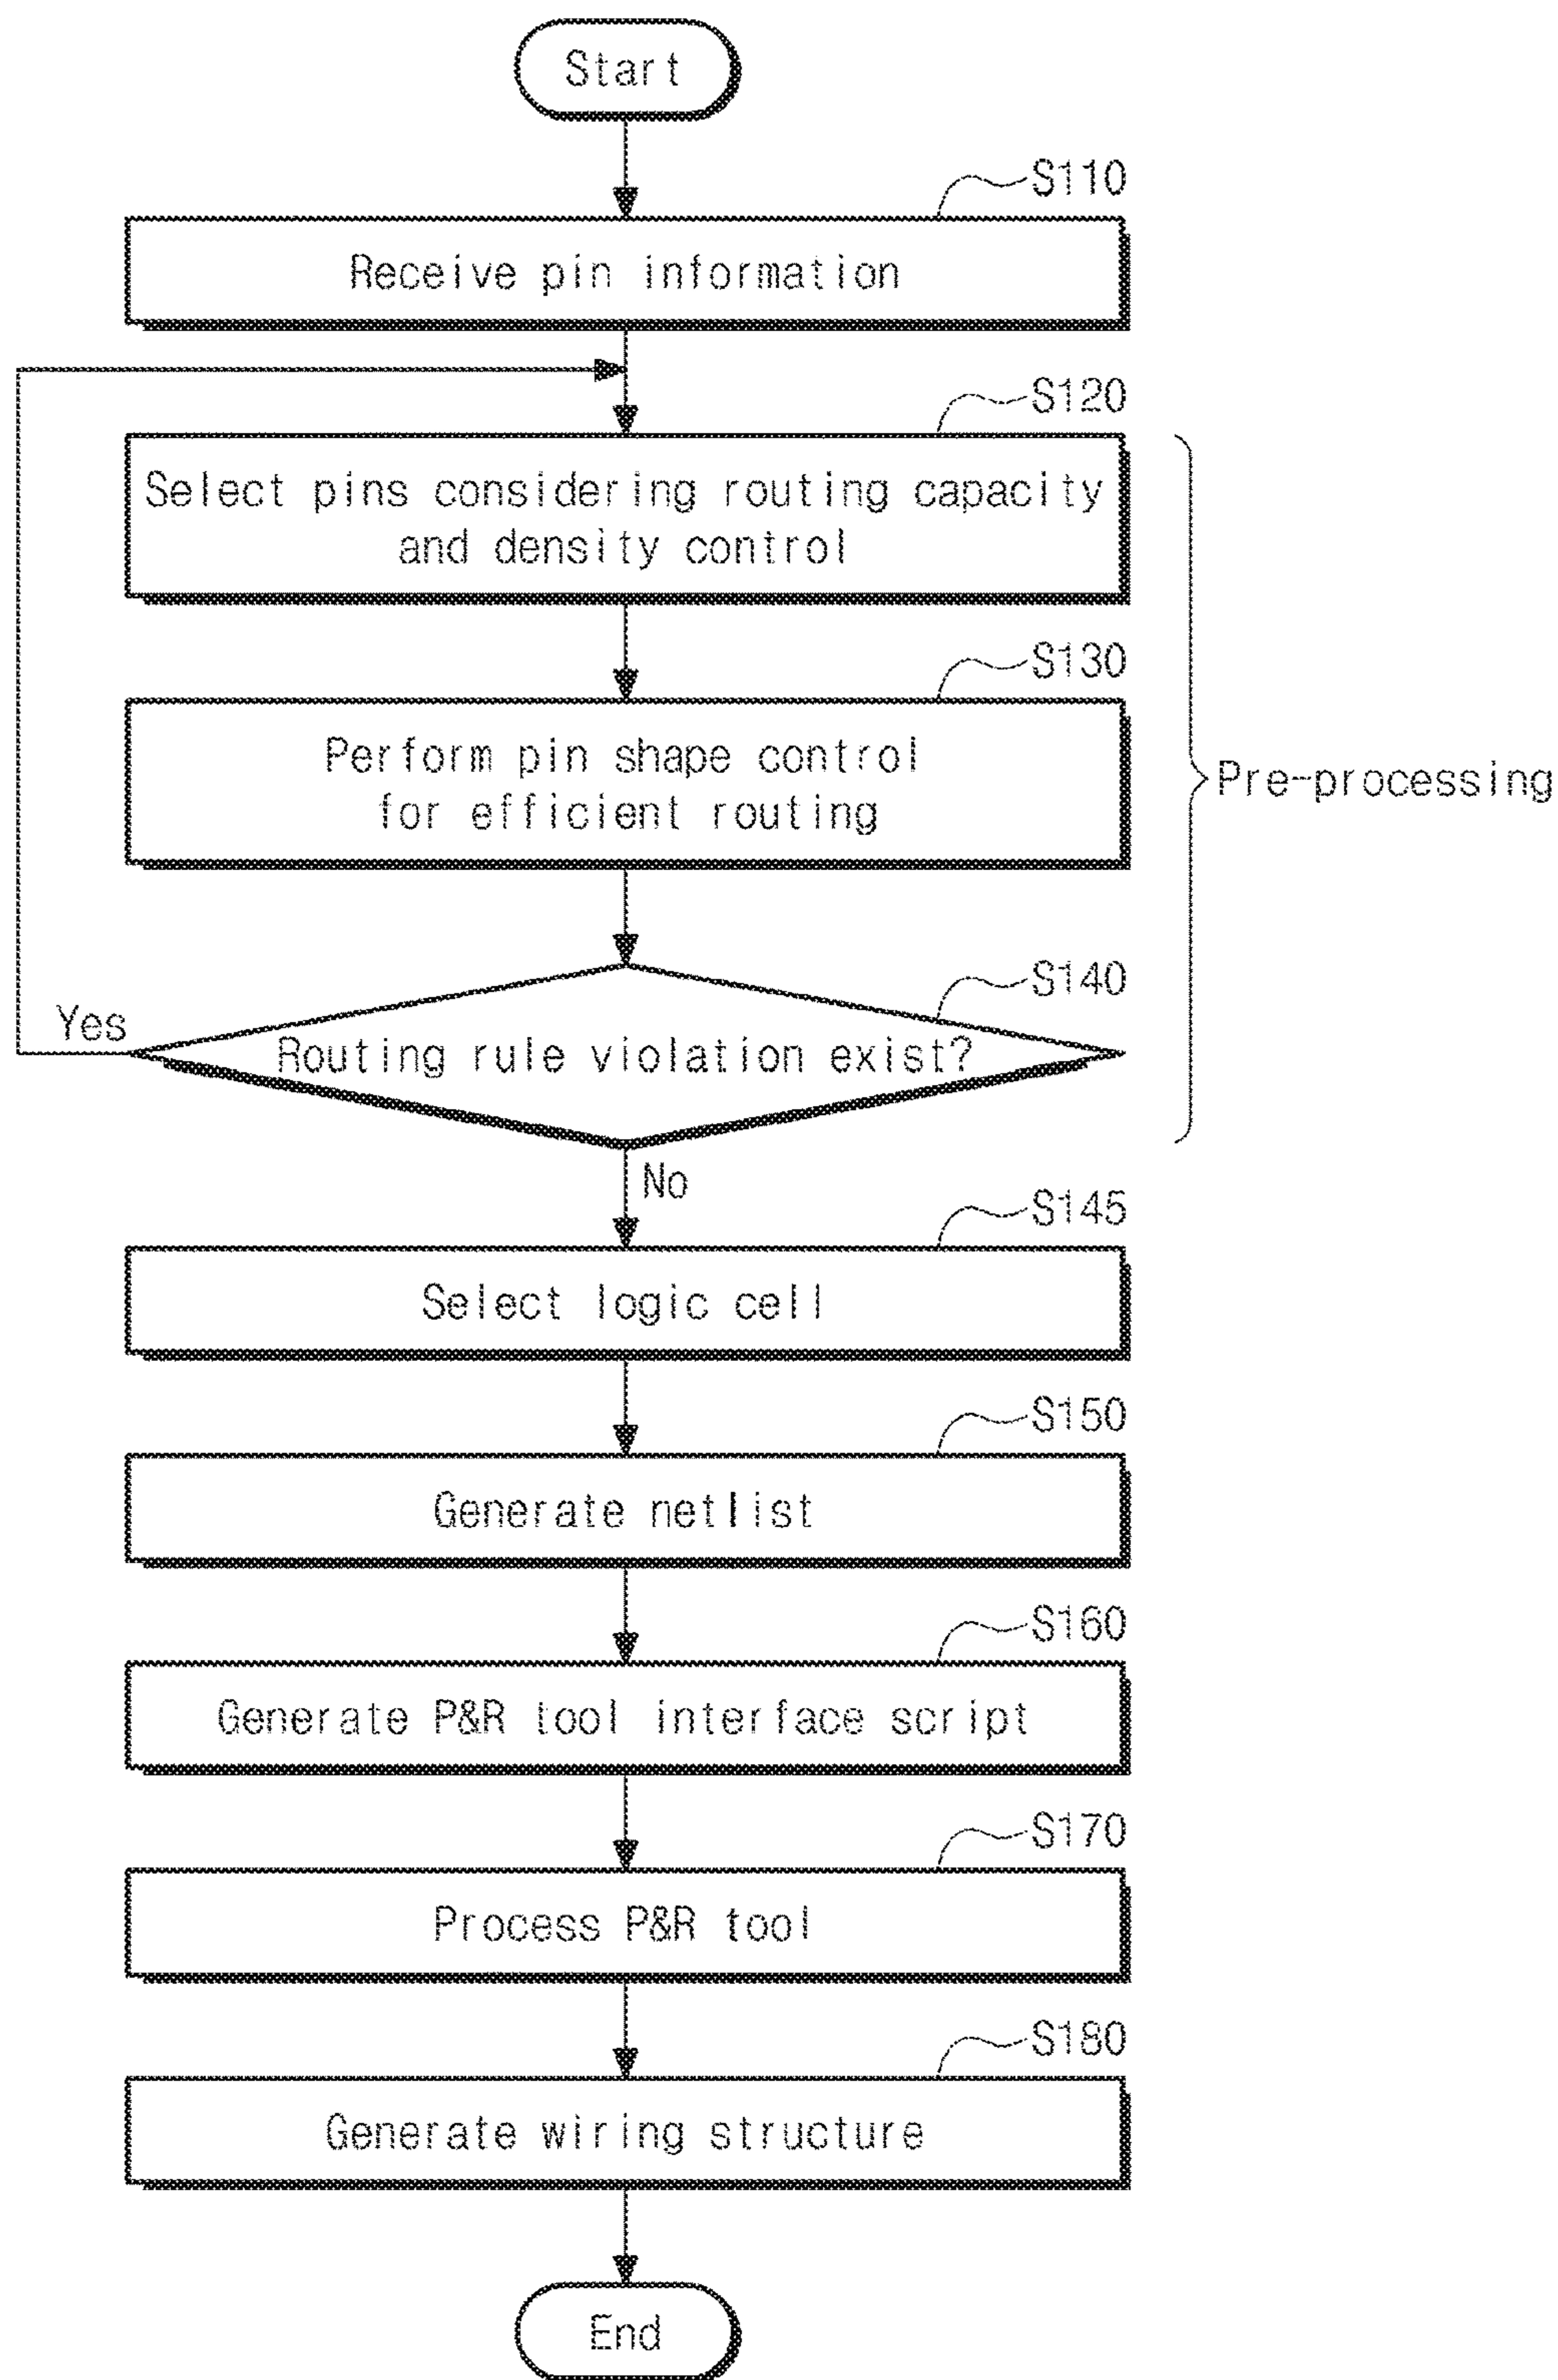 Start
S110
Receive pin information
S120
Select pins considering routing capacity
and density control
S130
Perform pin shape control
for efficient routing
Pre-processing
S140
Yes
Routing rule violation exist?
No
S145
Select logic cell
S150
Generate netlist
S160
Generate P&R tool interface script
S170
Process P&R tool
S180
Generate wiring structure
End